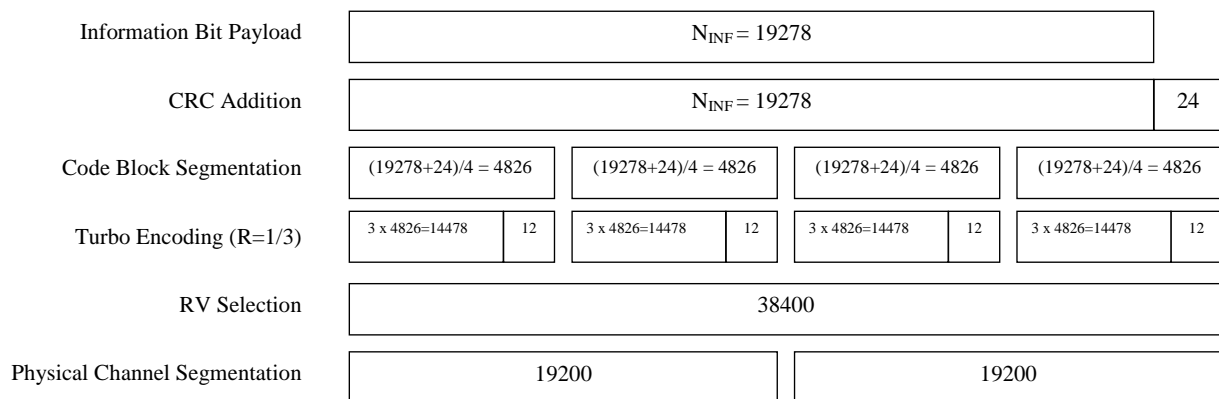 Information Bit Payload
N_INF = 19278
CRC Addition
N_INF = 19278
24
Code Block Segmentation
(19278+24)/4 = 4826
(19278+24)/4 = 4826
(19278+24)/4 = 4826
(19278+24)/4 = 4826
Turbo Encoding (R=1/3)
3 x 4826=14478
12
3 x 4826=14478
12
3 x 4826=14478
12
3 x 4826=14478
12
RV Selection
38400
Physical Channel Segmentation
19200
19200